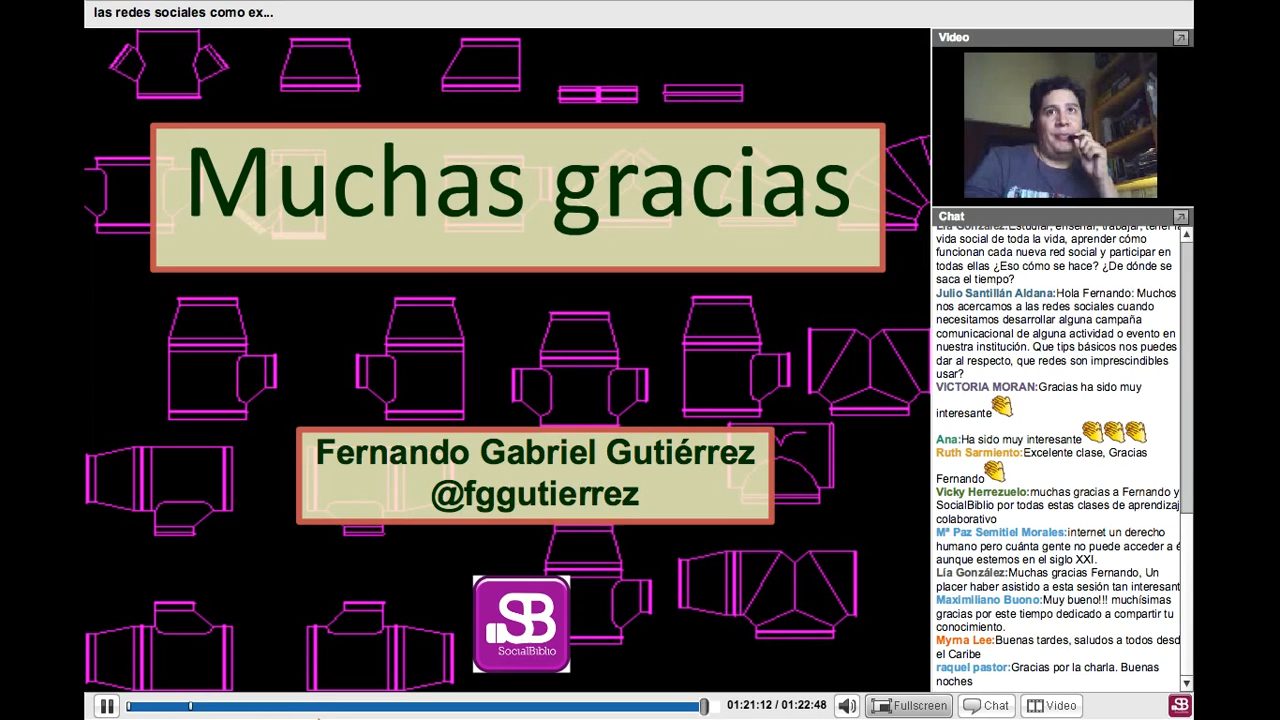 las redes sociales como ex...
Muchas gracias
Fernando Gabriel Gutiérrez
@fggutierrez
SB
SocialBiblio
Video
Chat
Lía González:Estudiar, enseñar, trabajar, tener la
vida social de toda la vida, aprender cómo
funcionan cada nueva red social y participar en
todas ellas ¿Eso cómo se hace? ¿De dónde se
saca el tiempo?
Julio Santillán Aldana:Hola Fernando: Muchos
nos acercamos a las redes sociales cuando
necesitamos desarrollar alguna campaña
comunicacional de alguna actividad o evento en
nuestra institución. Que tips básicos nos puedes
dar al respecto, que redes son imprescindibles
usar?
VICTORIA MORAN:Gracias ha sido muy
interesante
Ana:Ha sido muy interesante
Ruth Sarmiento:Excelente clase, Gracias
Fernando
Vicky Herrezuelo:muchas gracias a Fernando y
SocialBiblio por todas estas clases de aprendizaj
colaborativo
Mª Paz Semitiel Morales:internet un derecho
humano pero cuánta gente no puede acceder a é
aunque estemos en el siglo XXI.
Lía González:Muchas gracias Fernando, Un
placer haber asistido a esta sesión tan interesant
Maximiliano Buono:Muy bueno!!! muchísimas
gracias por este tiempo dedicado a compartir tu
conocimiento.
Myrna Lee:Buenas tardes, saludos a todos desd
el Caribe
raquel pastor:Gracias por la charla. Buenas
noches
01:21:12 / 01:22:48
Fullscreen
Chat
Video
SB